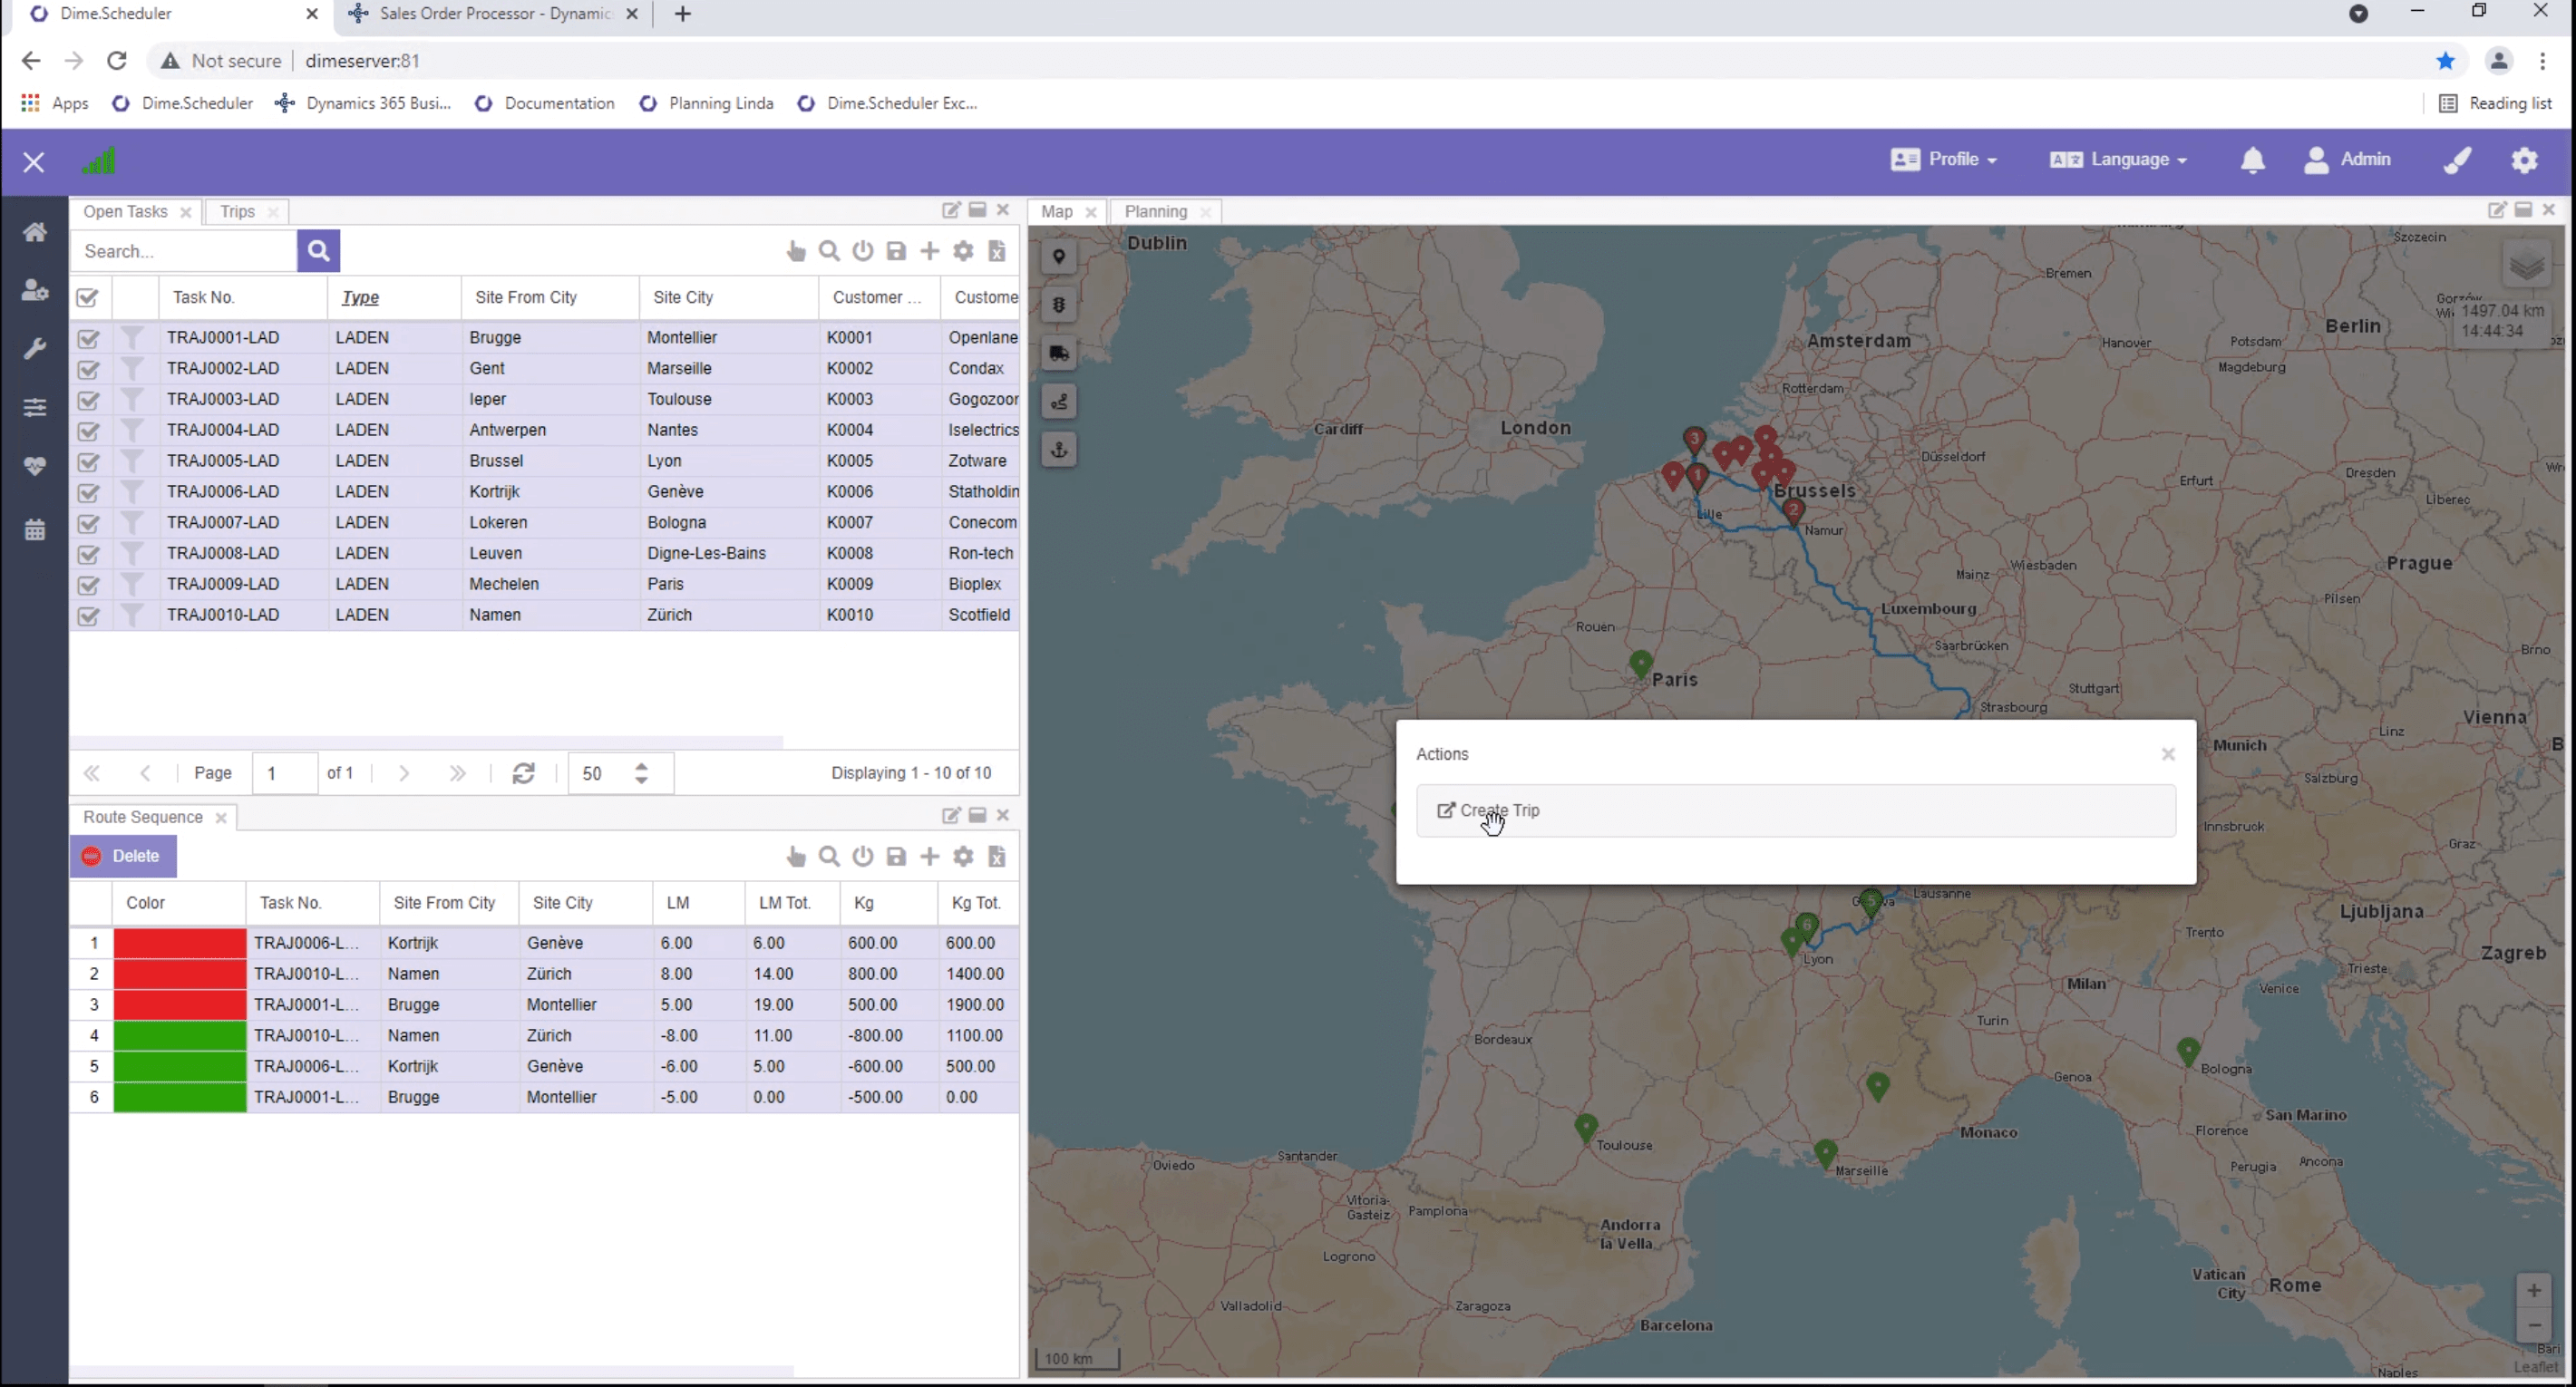 Dime.Scheduler
Sales Order Processor - Dynamic
Not secure
dimeserver:81
Apps
Dime.Scheduler
Dynamics 365 Busi...
Documentation
Planning Linda
Dime.Scheduler Exc...
Reading list
Profile
Language
Admin
Open Tasks
Trips
Search...
Task No. Type Site From City Site City Customer ... Custome
TRAJ0001-LAD LADEN Brugge Montellier K0001 Openlane
TRAJ0002-LAD LADEN Gent Marseille K0002 Condax
TRAJ0003-LAD LADEN Ieper Toulouse K0003 Gogozoor
TRAJ0004-LAD LADEN Antwerpen Nantes K0004 Iselectrics
TRAJ0005-LAD LADEN Brussel Lyon K0005 Zotware
TRAJ0006-LAD LADEN Kortrijk Genève K0006 Statholdin
TRAJ0007-LAD LADEN Lokeren Bologna K0007 Conecom
TRAJ0008-LAD LADEN Leuven Digne-Les-Bains K0008 Ron-tech
TRAJ0009-LAD LADEN Mechelen Paris K0009 Bioplex
TRAJ0010-LAD LADEN Namen Zürich K0010 Scotfield
Page 1 of 1 50 Displaying 1 - 10 of 10
Route Sequence
Delete
Color Task No. Site From City Site City LM LM Tot. Kg Kg Tot.
1 TRAJ0006-L... Kortrijk Genève 6.00 6.00 600.00 600.00
2 TRAJ0010-L... Namen Zürich 8.00 14.00 800.00 1400.00
3 TRAJ0001-L... Brugge Montellier 5.00 19.00 500.00 1900.00
4 TRAJ0010-L... Namen Zürich -8.00 11.00 -800.00 1100.00
5 TRAJ0006-L... Kortrijk Genève -6.00 5.00 -600.00 500.00
6 TRAJ0001-L... Brugge Montellier -5.00 0.00 -500.00 0.00
Map
Planning
Dublin
Szczecin
Bremen
1497.04 km
14:44:34
Berlin
Amsterdam
Hanover
Potsdam
Magdeburg
Rotterdam
Cardiff
London
3
Düsseldorf
Dresden
1
Erfurt
Brussels
Liberec
2
Lille
Namur
Prague
Wiesbaden
Mainz
Pilsen
Luxembourg
Rouen
Saarbrücken
Brno
Paris
Stuttgart
Strasbourg
Vienna
Linz
Munich
Salzburg
Actions
Create Trip
Innsbruck
Graz
Lausanne
5
Ljubljana
6
Trento
Zagreb
Lyon
Trieste
Milan
Venice
Turin
Bordeaux
Bologna
Genoa
San Marino
Florence
Monaco
Toulouse
Santander
Oviedo
Marseille
Perugia
Ancona
Vitoria-
Gasteiz
Pamplona
Andorra
la Vella
Logrono
Vatican
City
Rome
Valladolid
Zaragoza
Barcelona
100 km
Bari
Leaflet
Naples